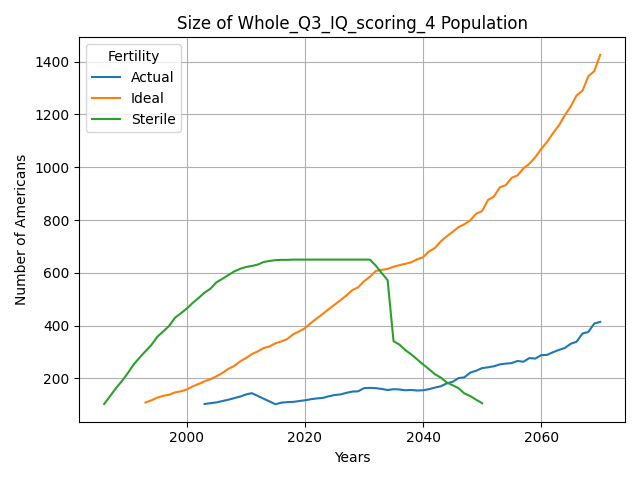 Size of Whole_Q3_IQ_scoring_4 Population
Fertility
Actual
Ideal
Sterile
Number of Americans
1400
1200
1000
800
600
400
200
2000
2020
2040
2060
Years